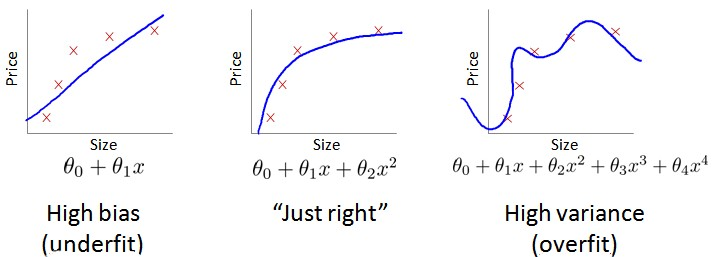 Price
Size
θ₀ + θ₁x
High bias
(underfit)
Price
Size
θ₀ + θ₁x + θ₂x²
“Just right”
Price
Size
θ₀ + θ₁x + θ₂x² + θ₃x³ + θ₄x⁴
High variance
(overfit)